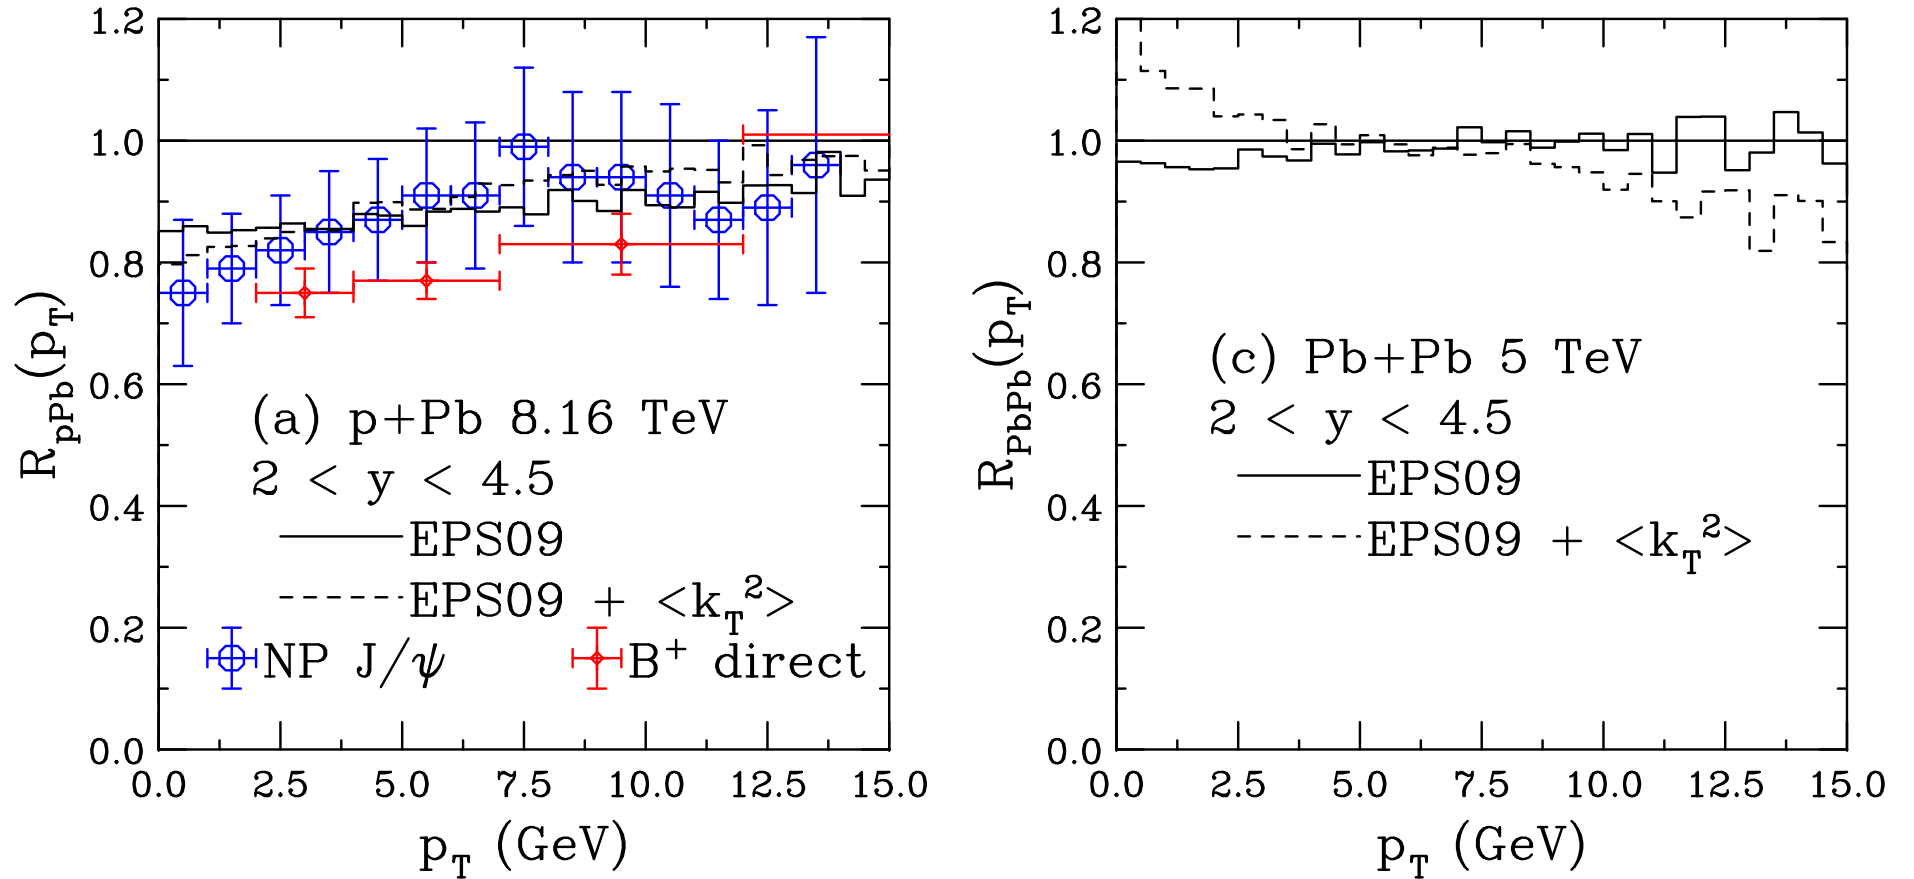 1.2
1.0
0.8
0.6
0.4
0.2
0.0
R_pPb(p_T)
(a) p+Pb 8.16 TeV
2 < y < 4.5
EPS09
EPS09 + <k_T^2>
NP J/ψ
B^+ direct
0.0 2.5 5.0 7.5 10.0 12.5 15.0
p_T (GeV)
1.2
1.0
0.8
0.6
0.4
0.2
0.0
R_PbPb(p_T)
(c) Pb+Pb 5 TeV
2 < y < 4.5
EPS09
EPS09 + <k_T^2>
0.0 2.5 5.0 7.5 10.0 12.5 15.0
p_T (GeV)